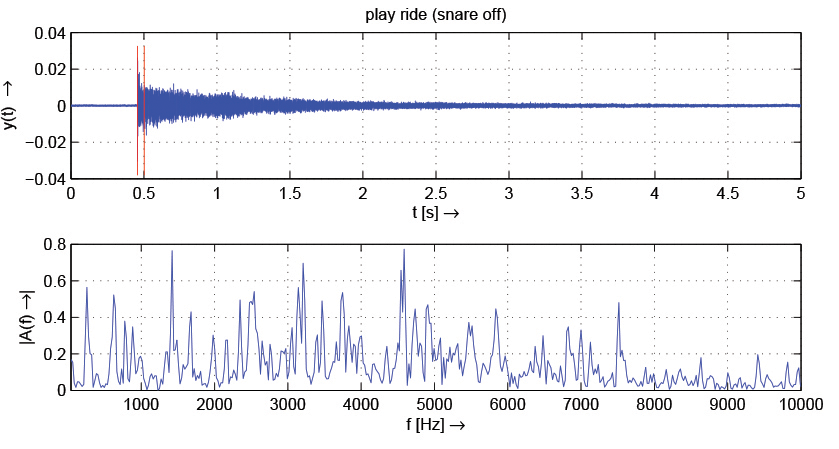 play ride (snare off)
0.04
0.02
0
−0.02
−0.04
y(t) →
0 0.5 1 1.5 2 2.5 3 3.5 4 4.5 5
t [s] →
0.8
0.6
0.4
0.2
0
|A(f) →|
1000 2000 3000 4000 5000 6000 7000 8000 9000 10000
f [Hz] →